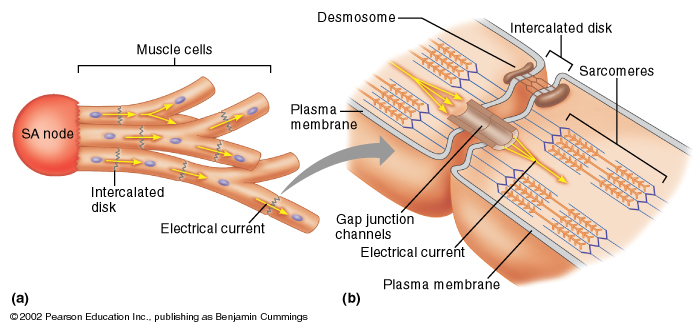 Muscle cells
SA node
Intercalated
disk
Electrical current
(a)
Desmosome
Intercalated disk
Sarcomeres
Plasma
membrane
Gap junction
channels
Electrical current
Plasma membrane
(b)
© 2002 Pearson Education Inc., publishing as Benjamin Cummings